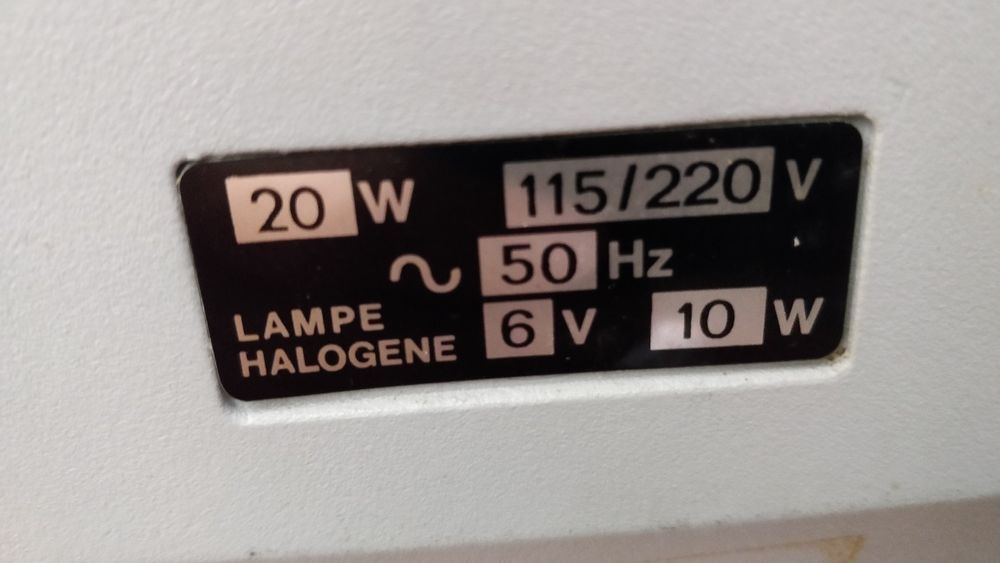 20 W 115/220 V
∿ 50 Hz
LAMPE 6 V 10 W
HALOGENE